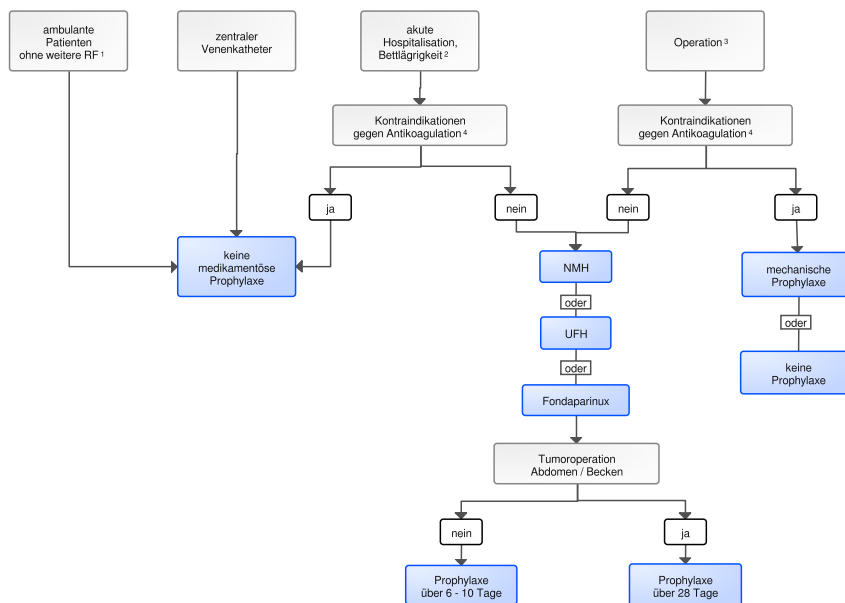 ambulante
Patienten
ohne weitere RF 1
zentraler
Venenkatheter
akute
Hospitalisation,
Bettlägrigkeit 2
Operation 3
Kontraindikationen
gegen Antikoagulation 4
Kontraindikationen
gegen Antikoagulation 4
ja
nein
nein
ja
keine
medikamentöse
Prophylaxe
NMH
mechanische
Prophylaxe
oder
oder
UFH
keine
Prophylaxe
oder
Fondaparinux
Tumoroperation
Abdomen / Becken
nein
ja
Prophylaxe
über 6 - 10 Tage
Prophylaxe
über 28 Tage